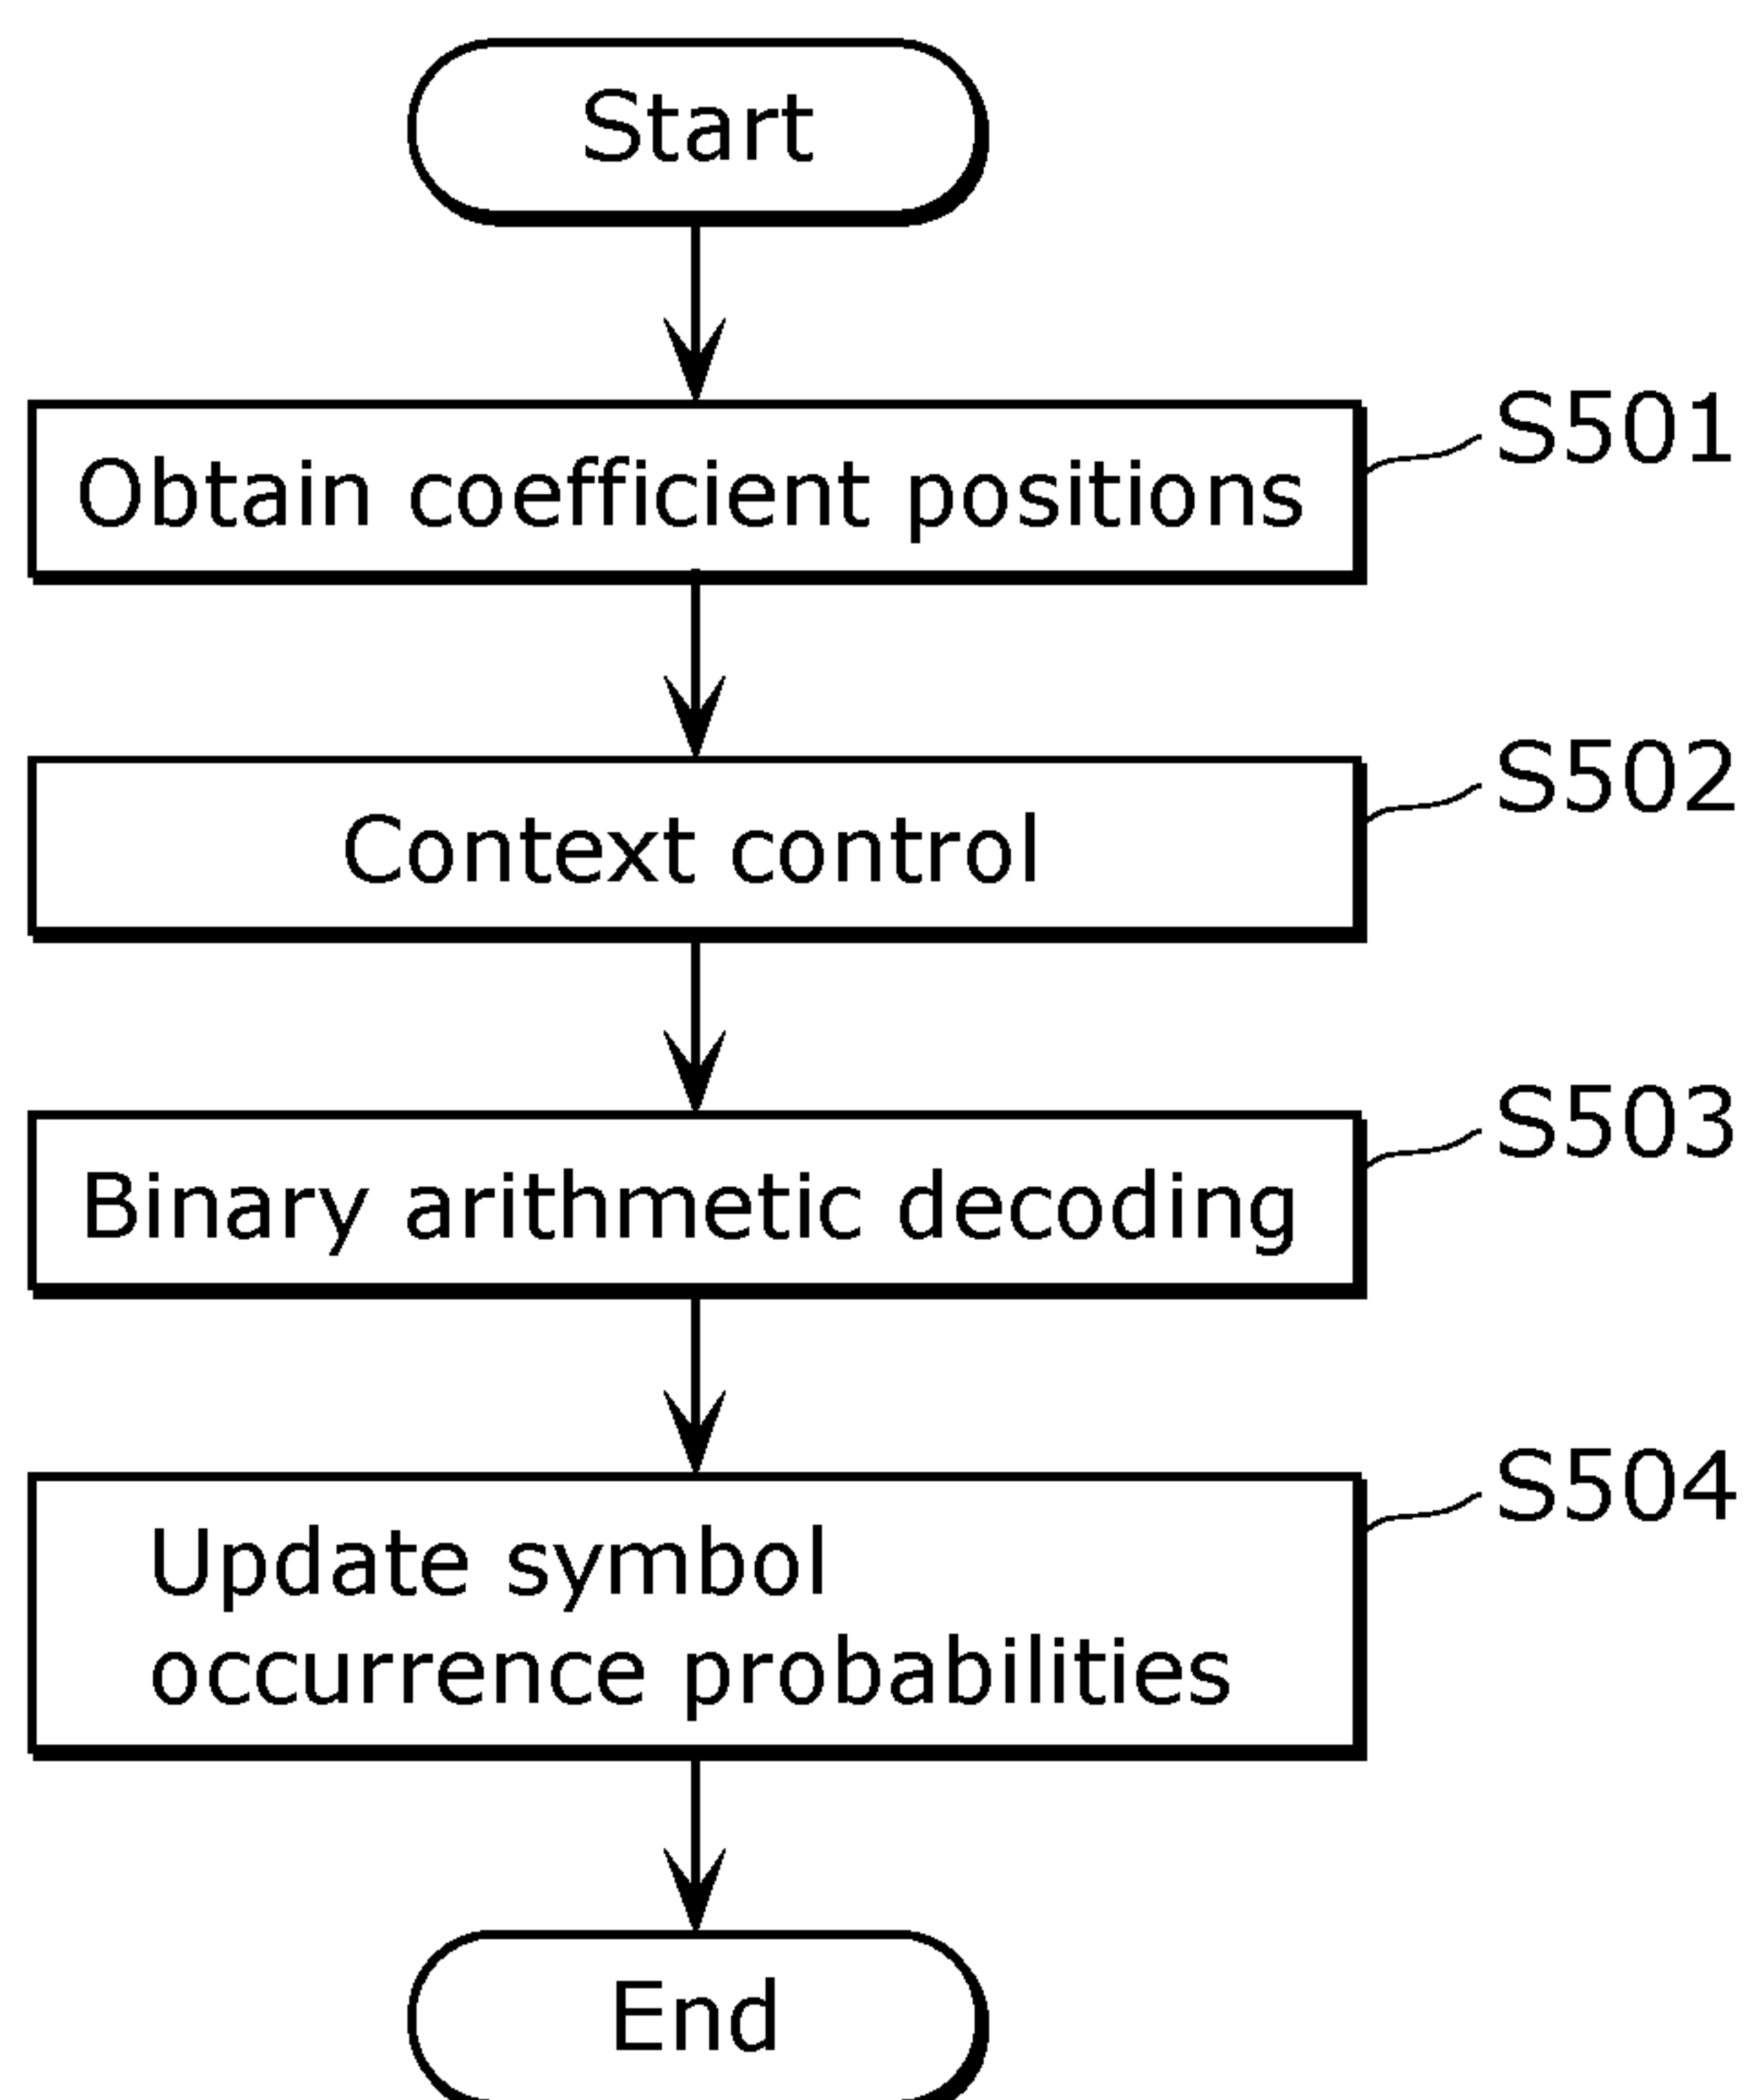 Start
Obtain coefficient positions
S501
Context control
S502
Binary arithmetic decoding
S503
Update symbol
occurrence probabilities
S504
End